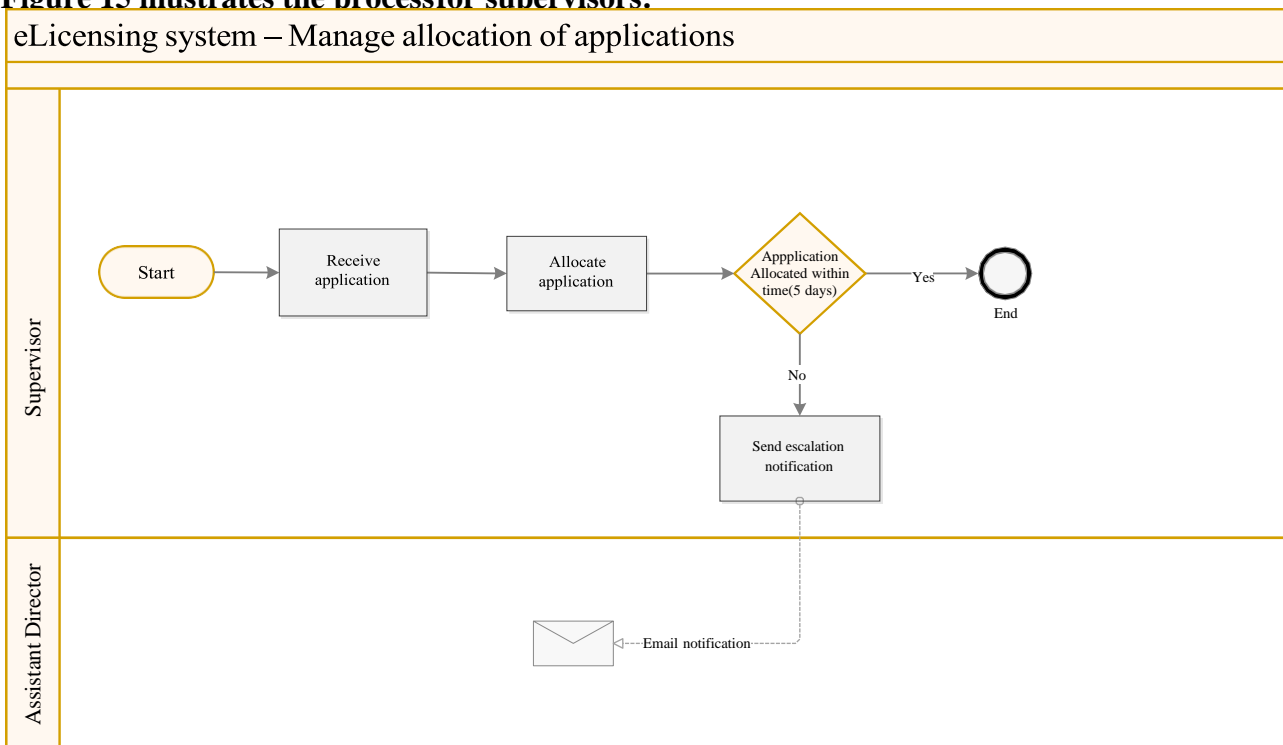 Figure 15 illustrates the processfor supervisors.
eLicensing system – Manage allocation of applications
Supervisor
Start
Receive
application
Allocate
application
Appplication
Allocated within
time(5 days)
Yes
End
No
Send escalation
notification
Assistant Director
Email notification